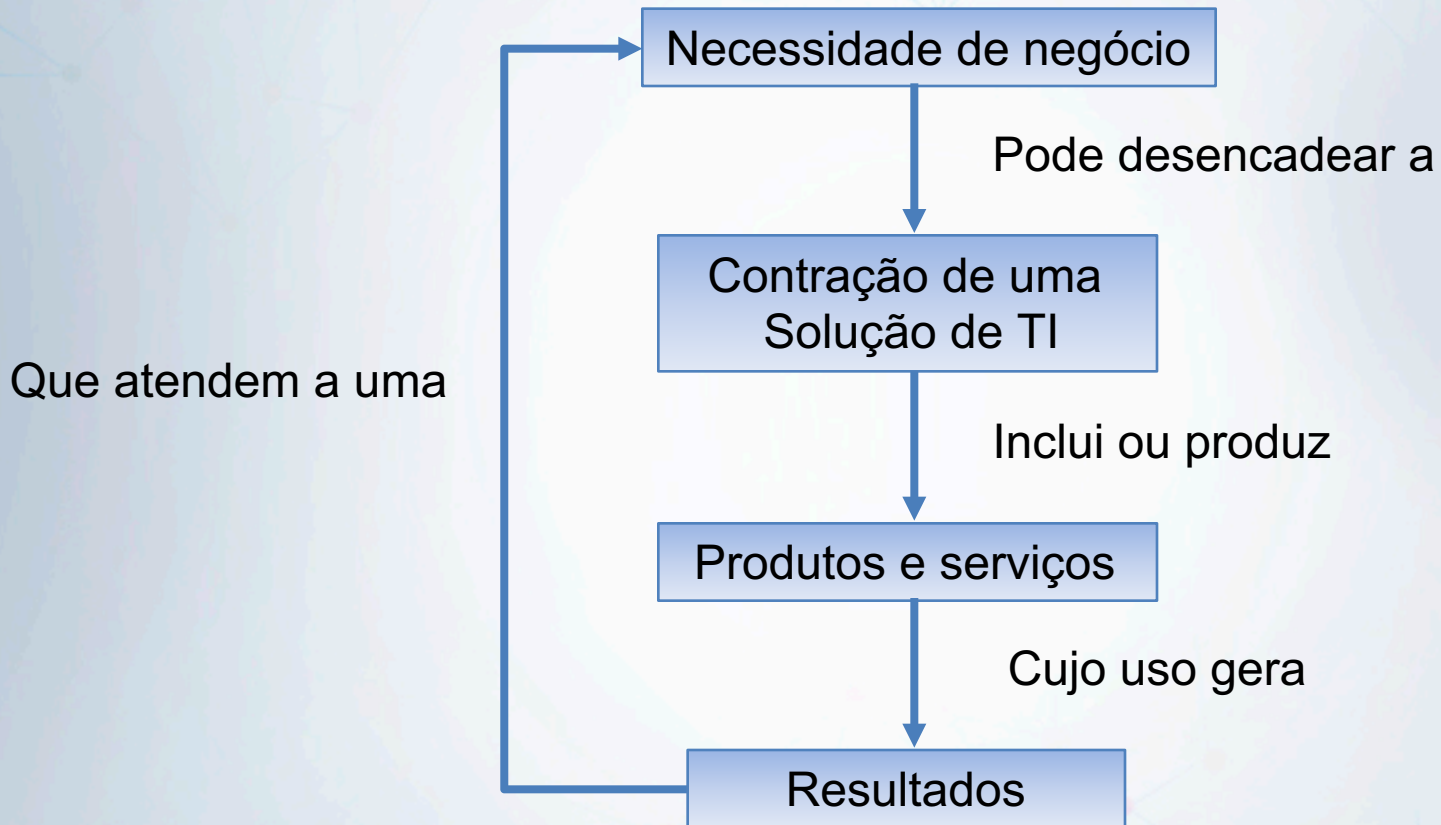 Necessidade de negócio
Pode desencadear a
Contração de uma
Solução de TI
Que atendem a uma
Inclui ou produz
Produtos e serviços
Cujo uso gera
Resultados